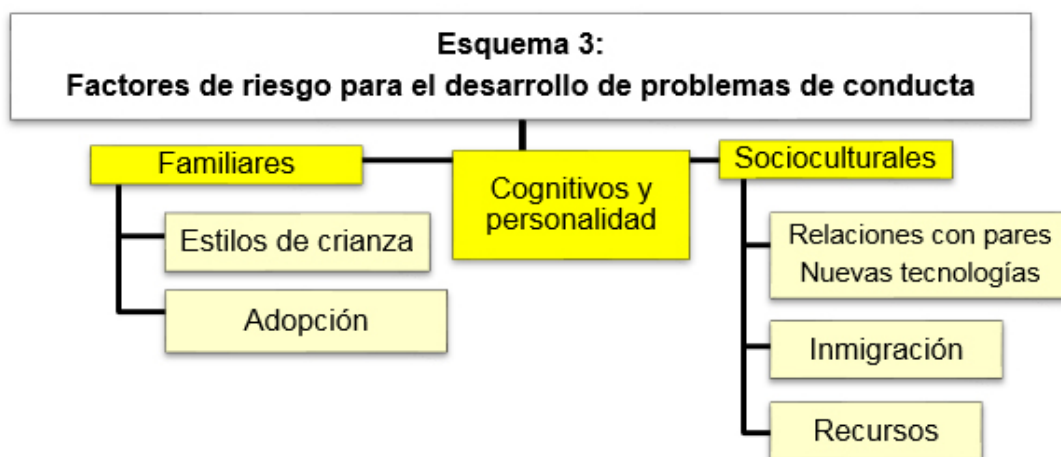 Esquema 3:
Factores de riesgo para el desarrollo de problemas de conducta
Familiares
Estilos de crianza
Adopción
Cognitivos y
personalidad
Socioculturales
Relaciones con pares
Nuevas tecnologías
Inmigración
Recursos